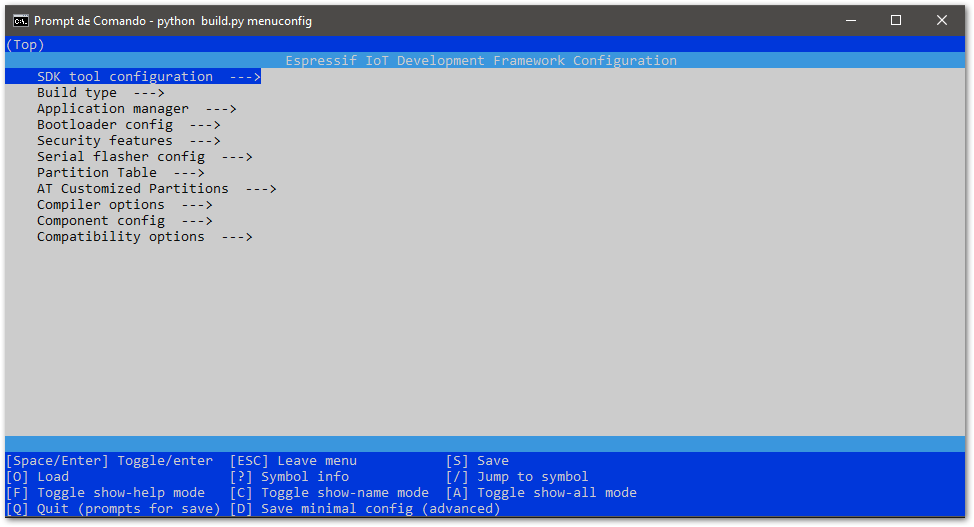 Prompt de Comando - python  build.py menuconfig
(Top)
Espressif IoT Development Framework Configuration
SDK tool configuration  --->
Build type  --->
Application manager  --->
Bootloader config  --->
Security features  --->
Serial flasher config  --->
Partition Table  --->
AT Customized Partitions  --->
Compiler options  --->
Component config  --->
Compatibility options  --->
[Space/Enter] Toggle/enter  [ESC] Leave menu           [S] Save
[O] Load                    [?] Symbol info            [/] Jump to symbol
[F] Toggle show-help mode   [C] Toggle show-name mode  [A] Toggle show-all mode
[Q] Quit (prompts for save) [D] Save minimal config (advanced)